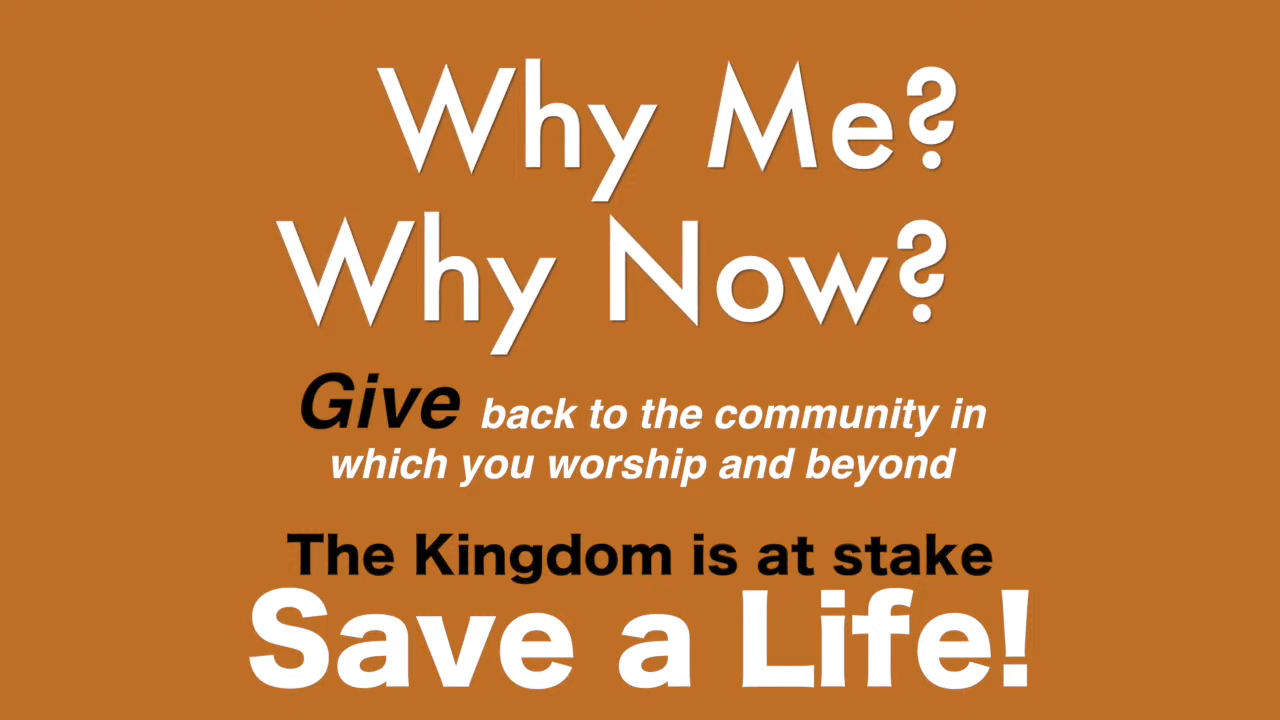 Why Me?
Why Now?
Give back to the community in
which you worship and beyond
The Kingdom is at stake
Save a Life!